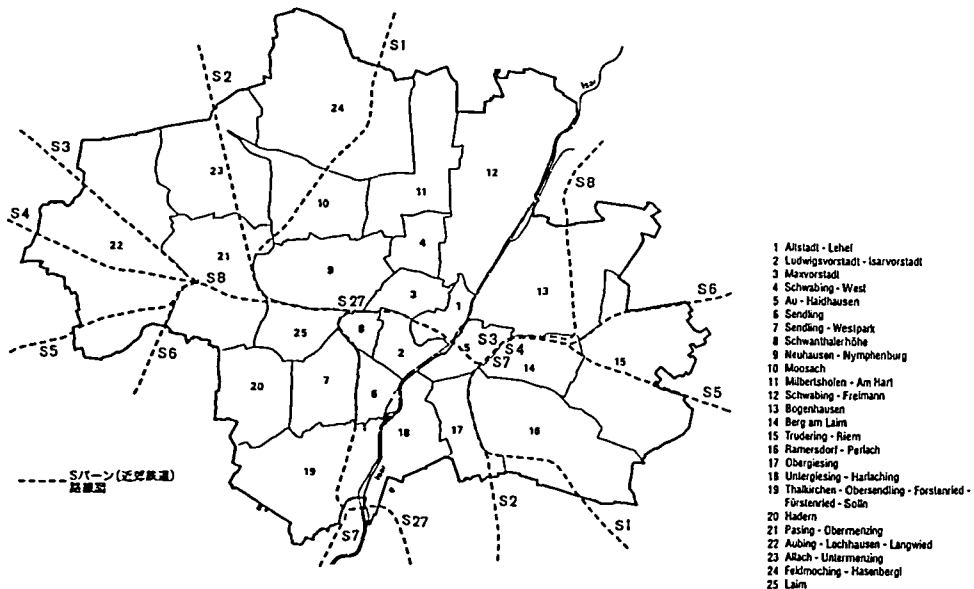 S1
S2
24
S3
12
23
S8
10
11
S4
22
21
4
S8
9
13
S6
S27
3
1
8
S3
25
2
5
S4
15
S7
14
20
7
6
S5
S5
S6
18
17
16
19
Sバーン(近郊鉄道)
路線図
S27
S2
S7
S1
Isar
Isar
1 Altstadt - Lehel
2 Ludwigsvorstadt - Isarvorstadt
3 Maxvorstadt
4 Schwabing - West
5 Au - Haidhausen
6 Sendling
7 Sendling - Westpark
8 Schwanthalerhöhe
9 Neuhausen - Nymphenburg
10 Moosach
11 Milbertshofen - Am Hart
12 Schwabing - Freimann
13 Bogenhausen
14 Berg am Laim
15 Trudering - Riem
16 Ramersdorf - Perlach
17 Obergiesing
18 Untergiesing - Harlaching
19 Thalkirchen - Obersendling - Forstenried -
Fürstenried - Solln
20 Hadern
21 Pasing - Obermenzing
22 Aubing - Lochhausen - Langwied
23 Allach - Untermenzing
24 Feldmoching - Hasenbergl
25 Laim